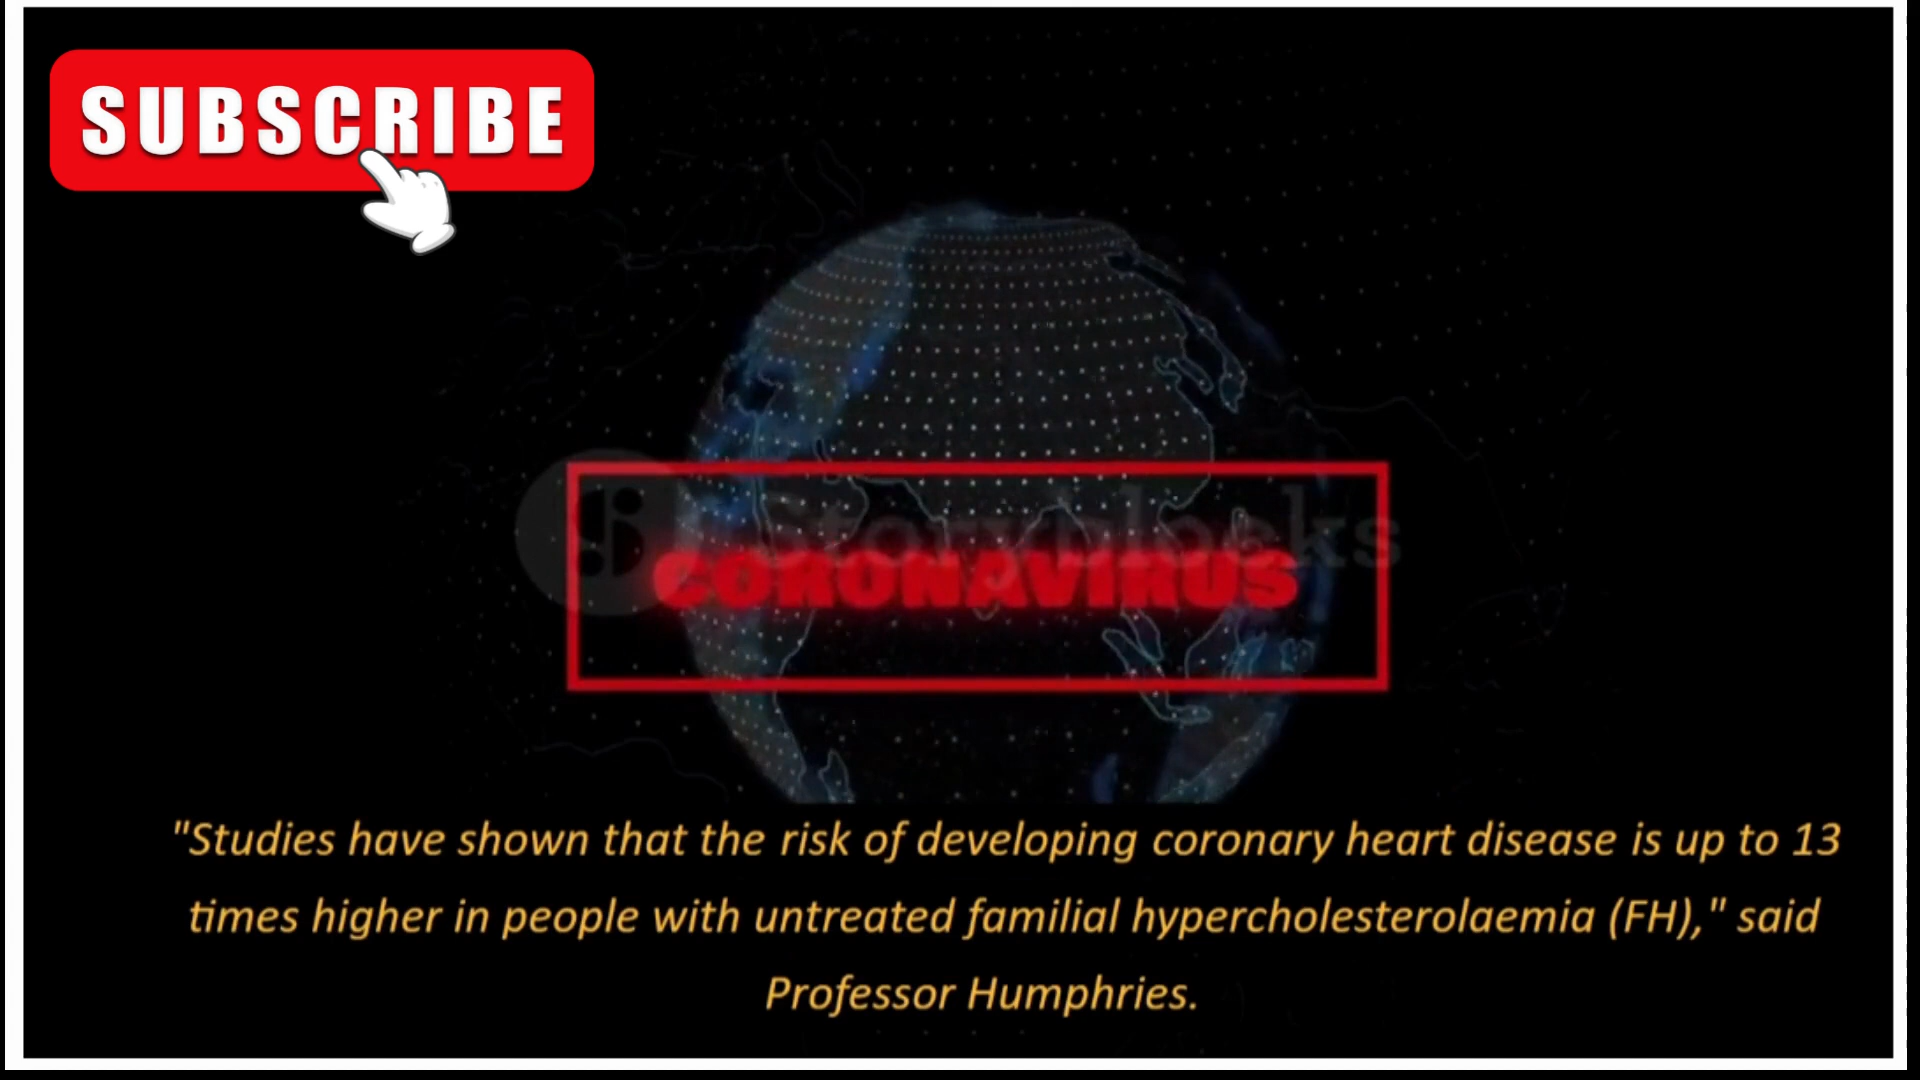 SUBSCRIBE
Storyblocks
CORONAVIRUS
"Studies have shown that the risk of developing coronary heart disease is up to 13
times higher in people with untreated familial hypercholesterolaemia (FH)," said
Professor Humphries.